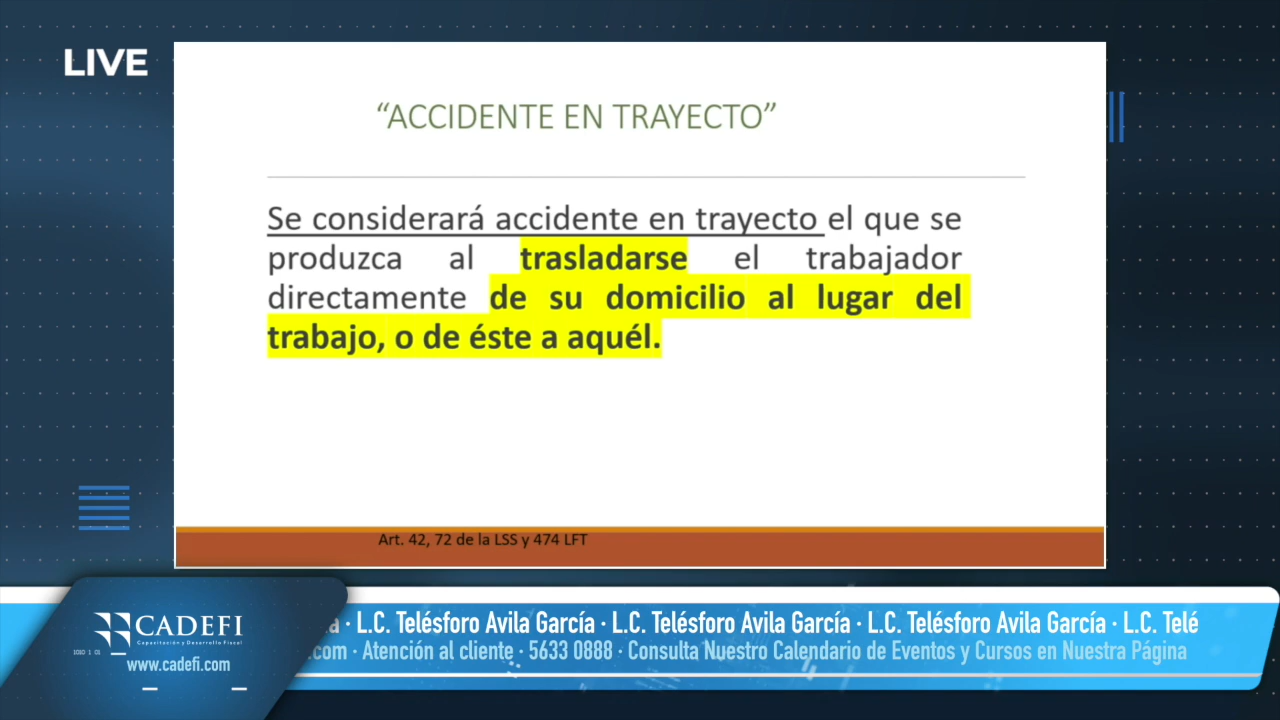 LIVE
“ACCIDENTE EN TRAYECTO”
Se considerará accidente en trayecto el que se
produzca al trasladarse el trabajador
directamente de su domicilio al lugar del
trabajo, o de éste a aquél.
Art. 42, 72 de la LSS y 474 LFT
CADEFI
Capacitación y Desarrollo Fiscal
www.cadefi.com
a · L.C. Telésforo Avila García · L.C. Telésforo Avila García · L.C. Telésforo Avila García · L.C. Telé
.com · Atención al cliente · 5633 0888 · Consulta Nuestro Calendario de Eventos y Cursos en Nuestra Página